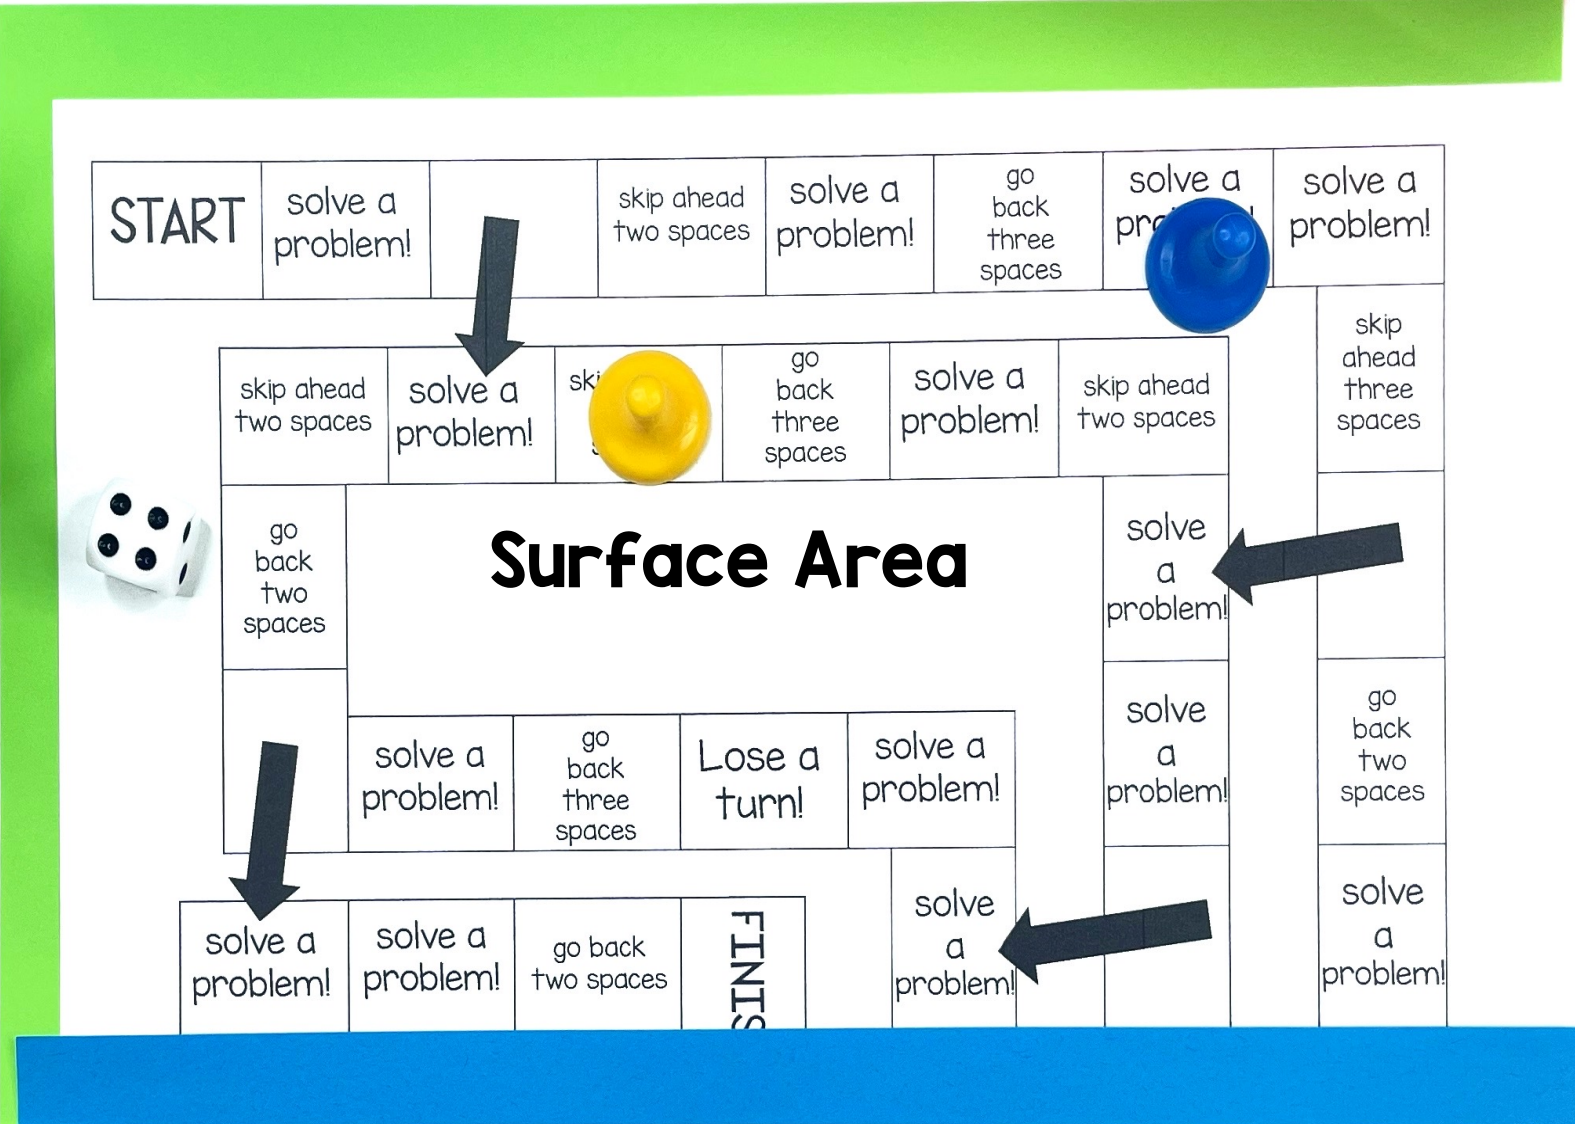 START
solve a
problem!
skip ahead
two spaces
solve a
problem!
go
back
three
spaces
solve a
solve a
problem!
skip
ahead
three
spaces
skip ahead
two spaces
solve a
problem!
go
back
three
spaces
solve a
problem!
skip ahead
two spaces
go
back
two
spaces
Surface Area
solve
a
problem!
solve a
problem!
go
back
three
spaces
Lose a
turn!
solve a
problem!
solve
a
problem!
go
back
two
spaces
solve a
problem!
solve a
problem!
go back
two spaces
solve
a
problem!
solve
a
problem!